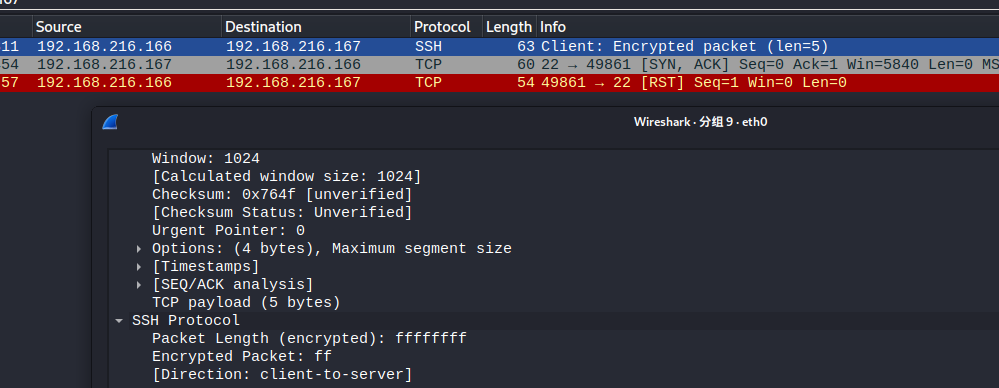 Source Destination Protocol Length Info
11 192.168.216.166 192.168.216.167 SSH 63 Client: Encrypted packet (len=5)
54 192.168.216.167 192.168.216.166 TCP 60 22 → 49861 [SYN, ACK] Seq=0 Ack=1 Win=5840 Len=0 MS
57 192.168.216.166 192.168.216.167 TCP 54 49861 → 22 [RST] Seq=1 Win=0 Len=0
Wireshark · 分组 9 · eth0
Window: 1024
[Calculated window size: 1024]
Checksum: 0x764f [unverified]
[Checksum Status: Unverified]
Urgent Pointer: 0
Options: (4 bytes), Maximum segment size
[Timestamps]
[SEQ/ACK analysis]
TCP payload (5 bytes)
SSH Protocol
Packet Length (encrypted): ffffffff
Encrypted Packet: ff
[Direction: client-to-server]